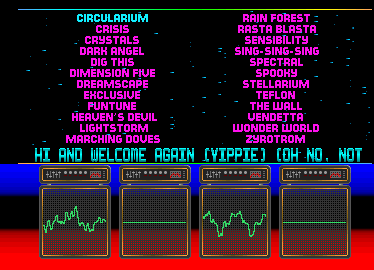 CIRCULARIUM
CRISIS
CRYSTALS
DARK ANGEL
DIG THIS
DIMENSION FIVE
DREAMSCAPE
EXCLUSIVE
FUNTUNE
HEAVEN'S DEVIL
LIGHTSTORM
MARCHING DOVES
RAIN FOREST
RASTA BLASTA
SENSIBILITY
SING-SING-SING
SPECTRAL
SPOOKY
STELLARIUM
TEFLON
THE WALL
VENDETTA
WONDER WORLD
ZYROTROM
HI AND WELCOME AGAIN (YIPPIE) (OH NO, NOT